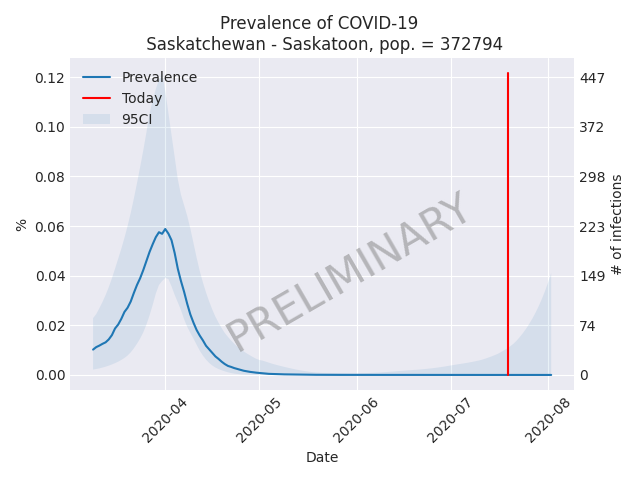 Prevalence of COVID-19
Saskatchewan - Saskatoon, pop. = 372794
Prevalence
Today
95CI
0.12
0.10
0.08
0.06
0.04
0.02
0.00
%
447
372
298
223
149
74
0
# of infections
PRELIMINARY
2020-04
2020-05
2020-06
2020-07
2020-08
Date